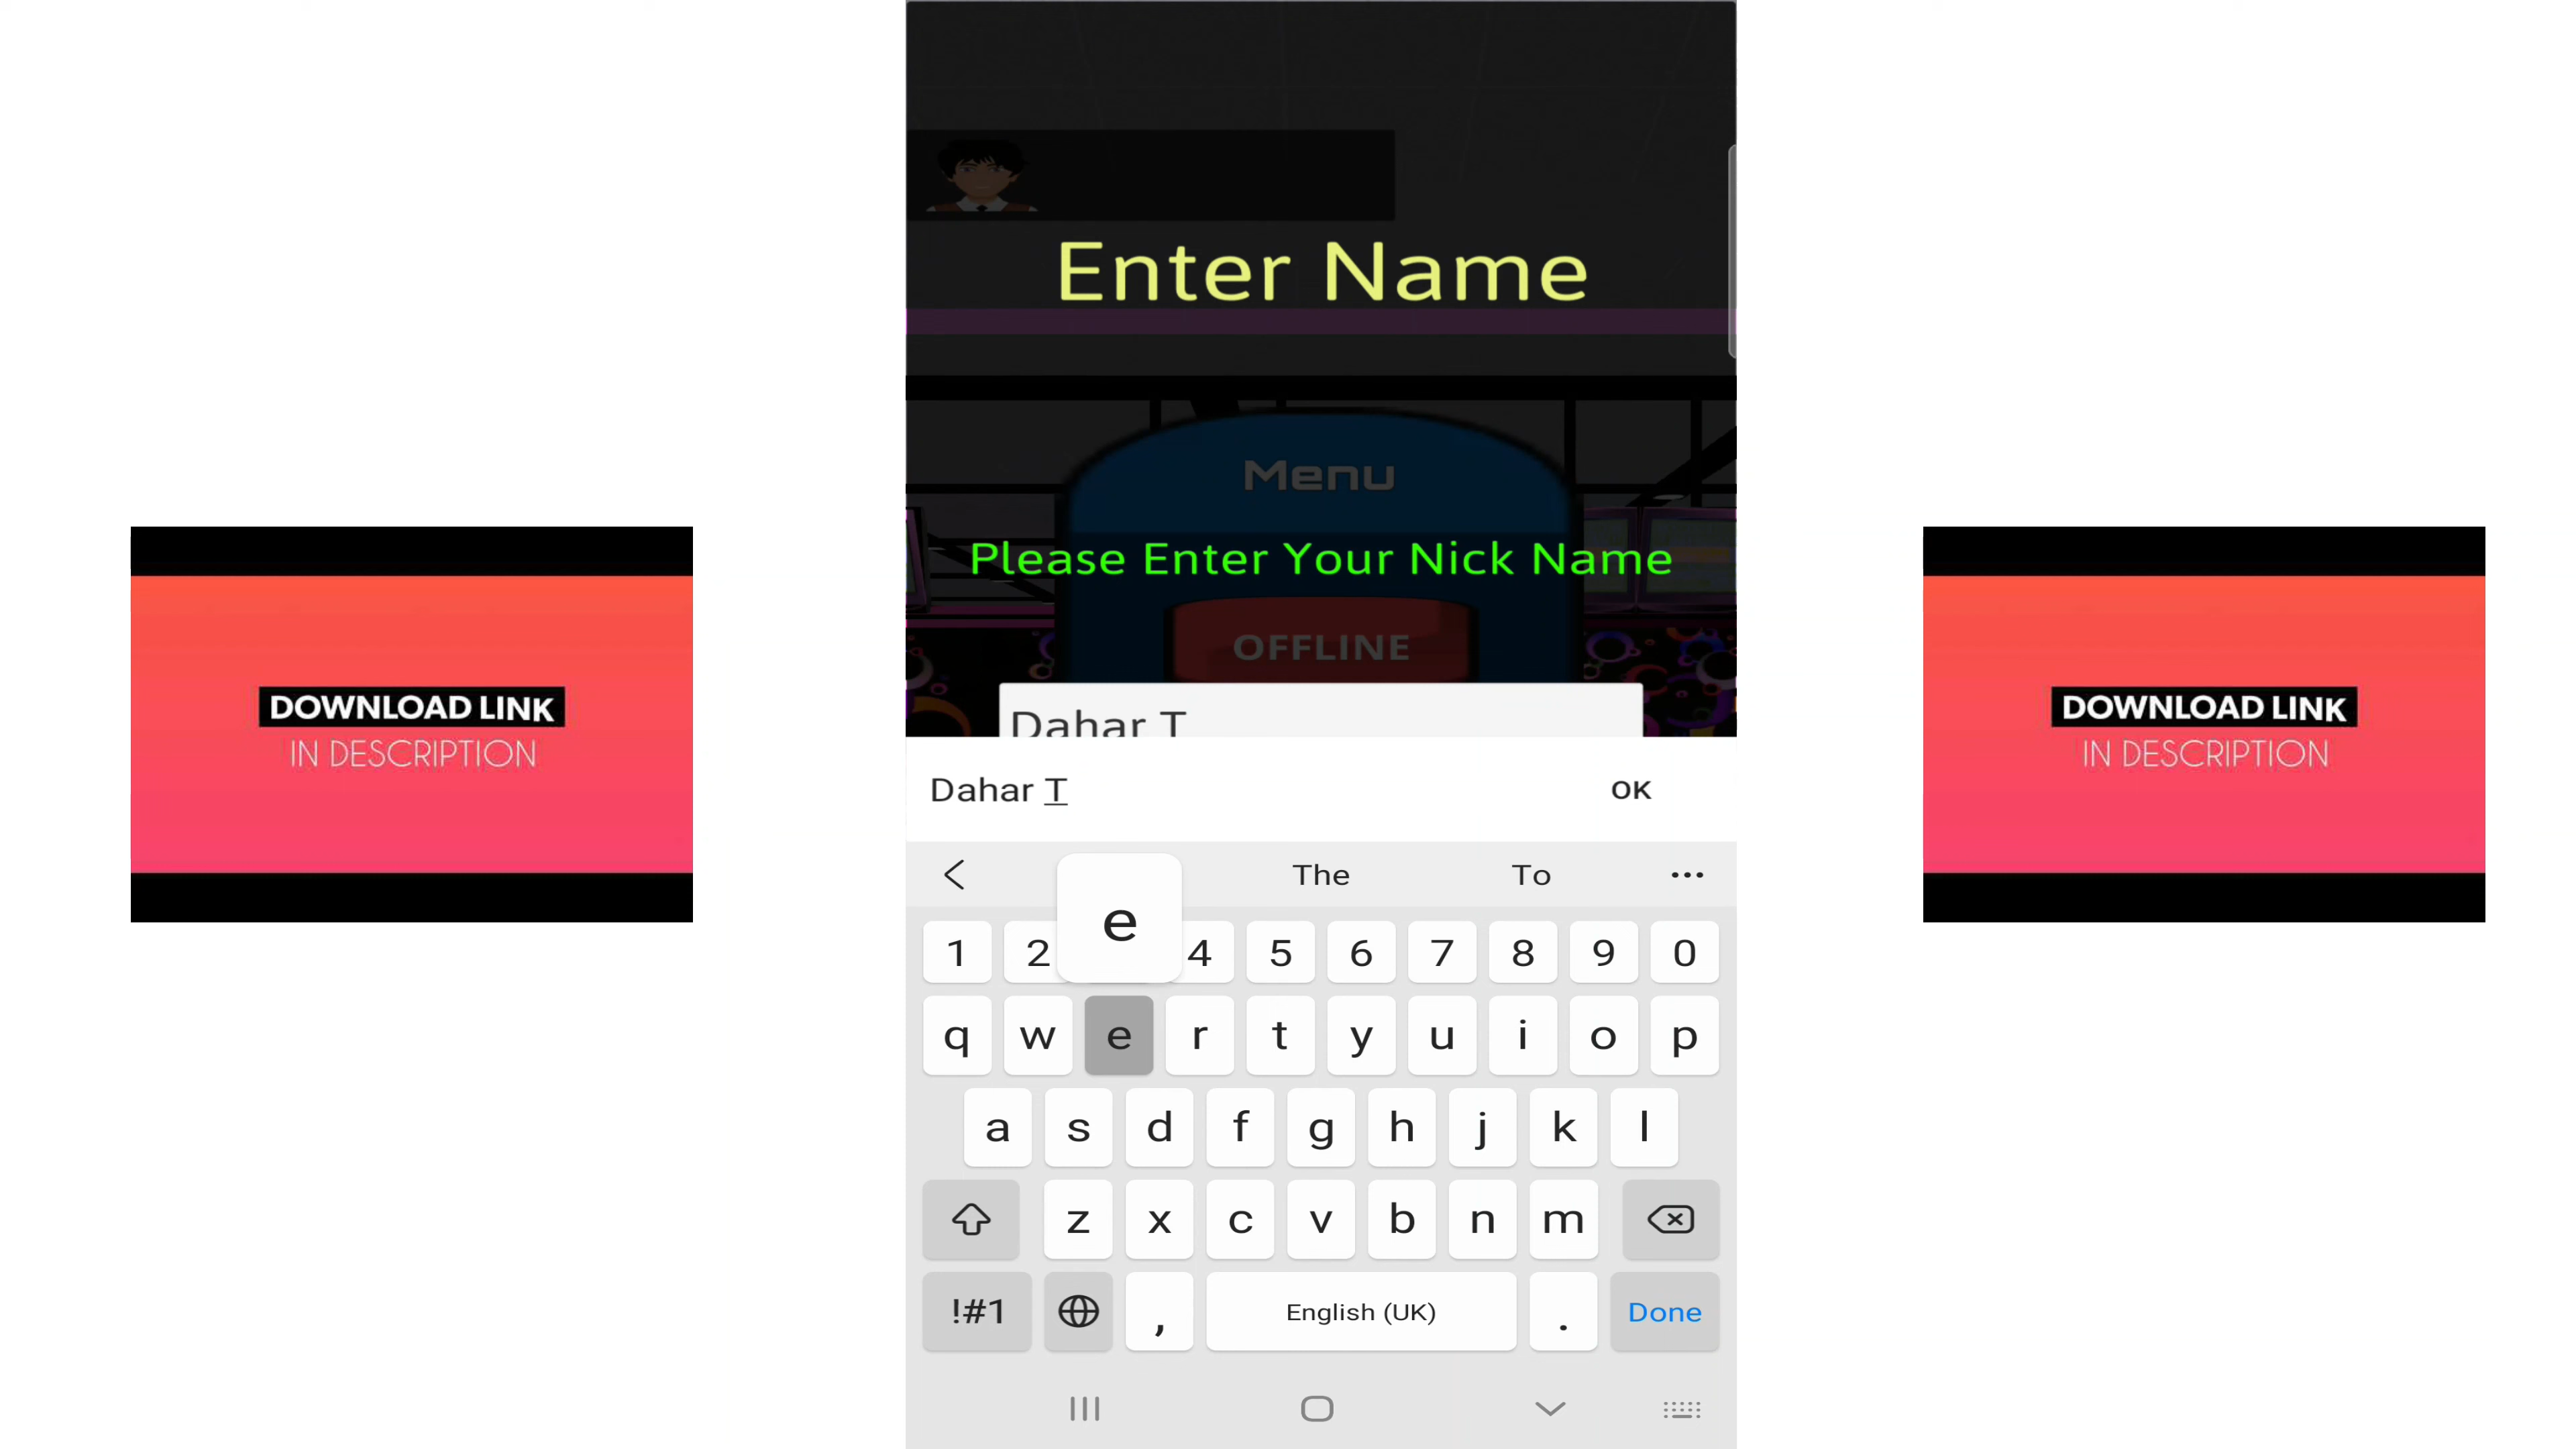 Enter Name
Menu
Please Enter Your Nick Name
OFFLINE
Dahar T
DOWNLOAD LINK
IN DESCRIPTION
DOWNLOAD LINK
IN DESCRIPTION
Dahar T OK
The To
e
1 2 4 5 6 7 8 9 0
q w e r t y u i o p
a s d f g h j k l
z x c v b n m
!#1 , English (UK) . Done